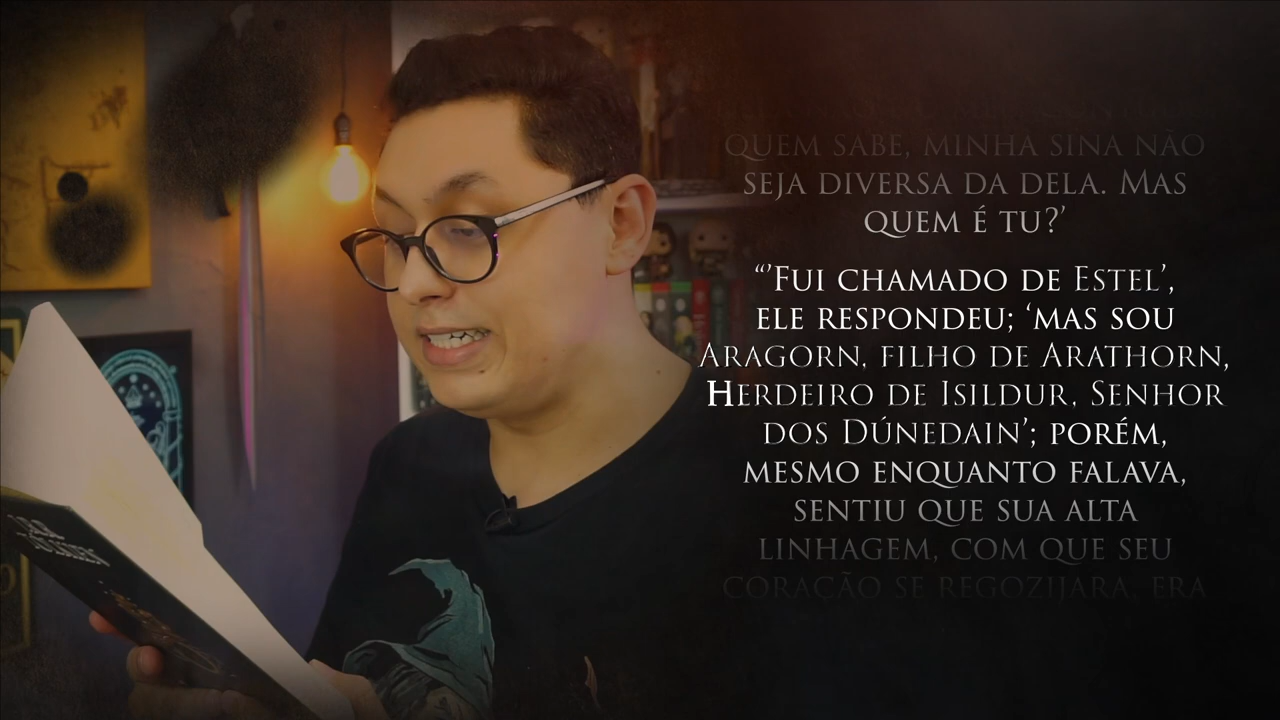 QUEM SABE, MINHA SINA NÃO
SEJA DIVERSA DA DELA. MAS
QUEM É TU?’
“’FUI CHAMADO DE ESTEL’,
ELE RESPONDEU; ‘MAS SOU
ARAGORN, FILHO DE ARATHORN,
HERDEIRO DE ISILDUR, SENHOR
DOS DÚNEDAIN’; PORÉM,
MESMO ENQUANTO FALAVA,
SENTIU QUE SUA ALTA
LINHAGEM, COM QUE SEU
CORAÇÃO SE REGOZIJARA, ERA